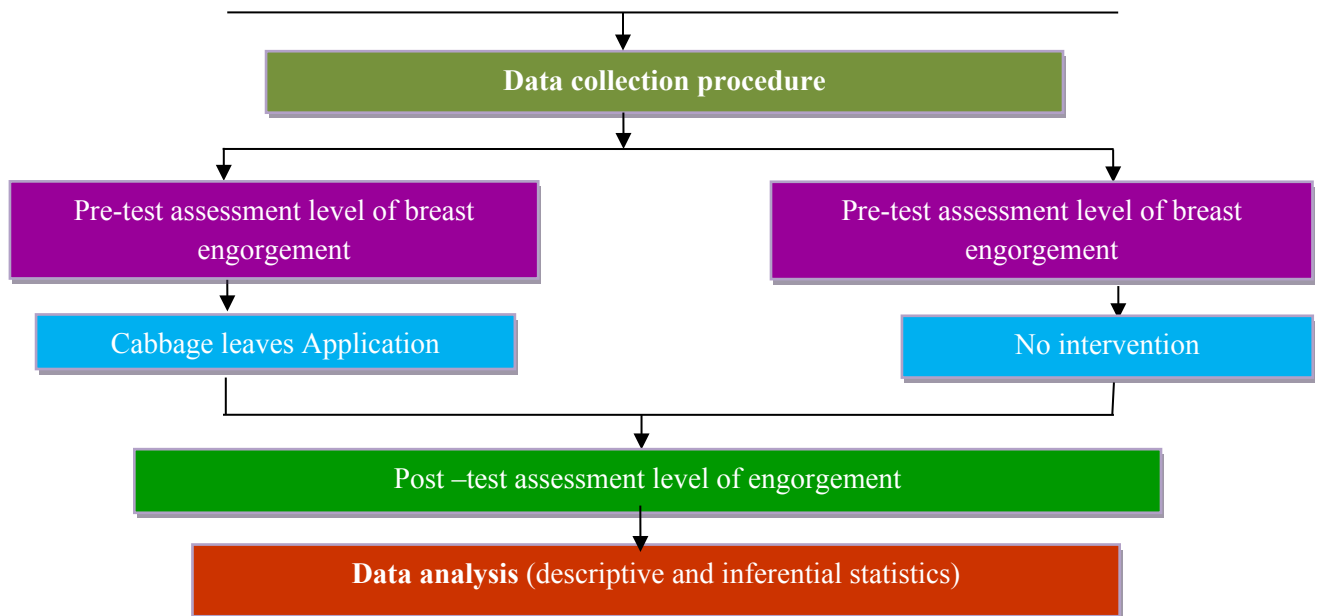 Data collection procedure
Pre-test assessment level of breast
engorgement
Pre-test assessment level of breast
engorgement
Cabbage leaves Application
No intervention
Post –test assessment level of engorgement
Data analysis (descriptive and inferential statistics)